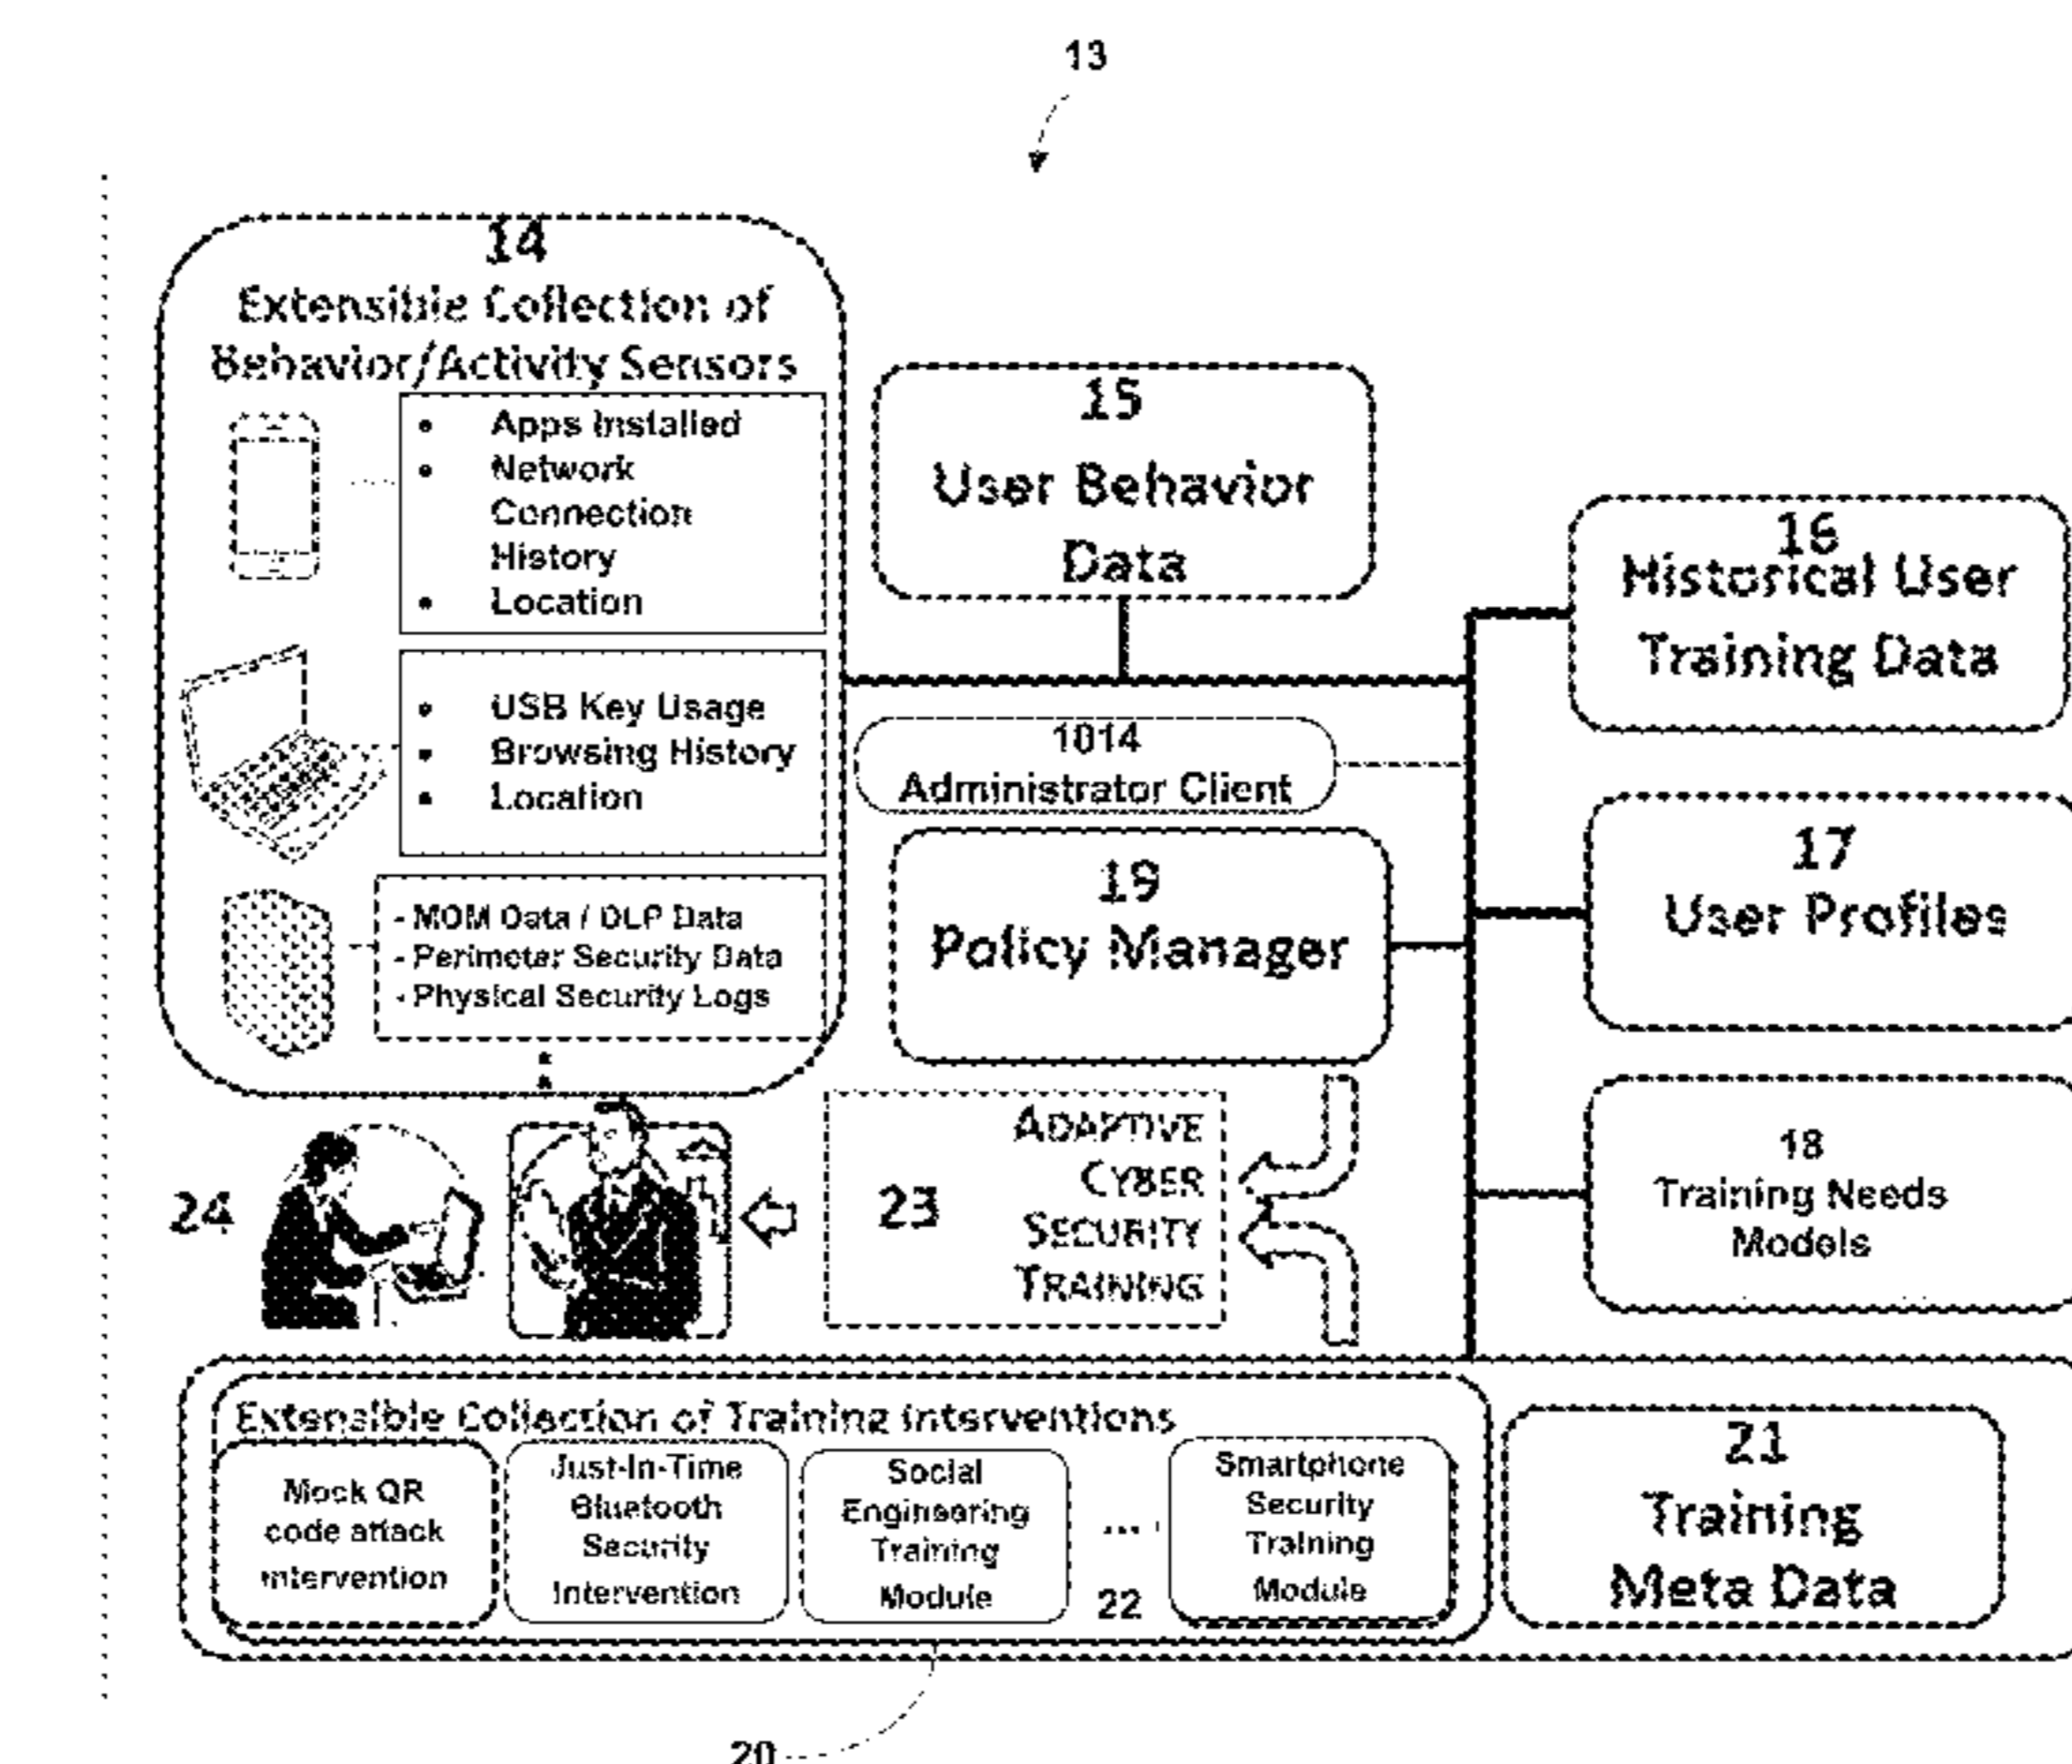 13
14
Extensible Collection of
Behavior/Activity Sensors
• Apps Installed
• Network
Connection
History
• Location
• USB Key Usage
• Browsing History
• Location
- MOM Data / DLP Data
- Perimeter Security Data
- Physical Security Logs
15
User Behavior
Data
16
Historical User
Training Data
1014
Administrator Client
17
User Profiles
19
Policy Manager
18
Training Needs
Models
24
23
ADAPTIVE
CYBER
SECURITY
TRAINING
Extensible Collection of Training Interventions
Mock QR
code attack
intervention
Just-In-Time
Bluetooth
Security
Intervention
Social
Engineering
Training
Module
...
22
Smartphone
Security
Training
Module
21
Training
Meta Data
20